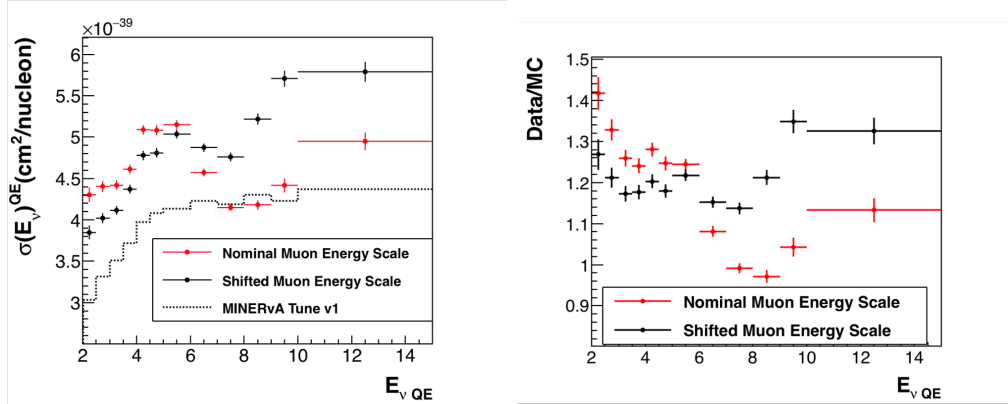 ×10⁻³⁹
σ(E_ν)^QE (cm²/nucleon)
6
5.5
5
4.5
4
3.5
3
Nominal Muon Energy Scale
Shifted Muon Energy Scale
MINERvA Tune v1
2 4 6 8 10 12 14
E_ν QE
Data/MC
1.5
1.4
1.3
1.2
1.1
1
0.9
Nominal Muon Energy Scale
Shifted Muon Energy Scale
2 4 6 8 10 12 14
E_ν QE